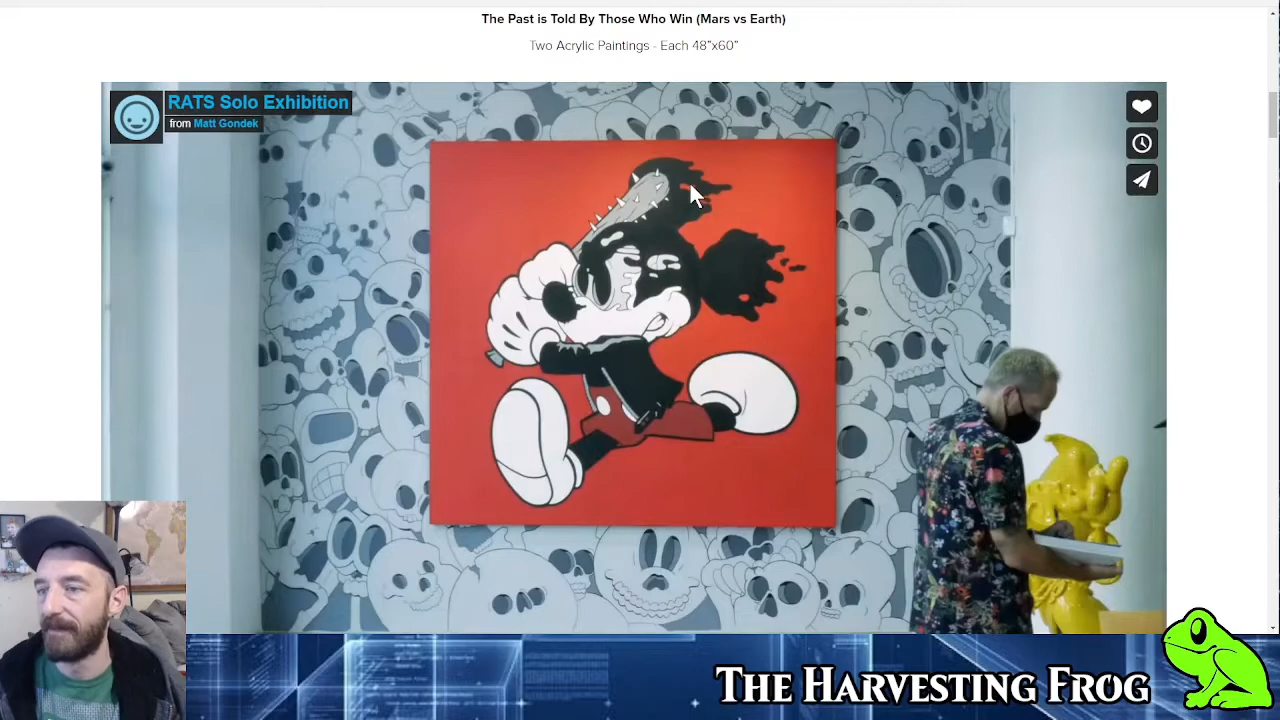 The Past is Told By Those Who Win (Mars vs Earth)
Two Acrylic Paintings - Each 48"x60"
RATS Solo Exhibition
from Matt Gondek
The Harvesting Frog